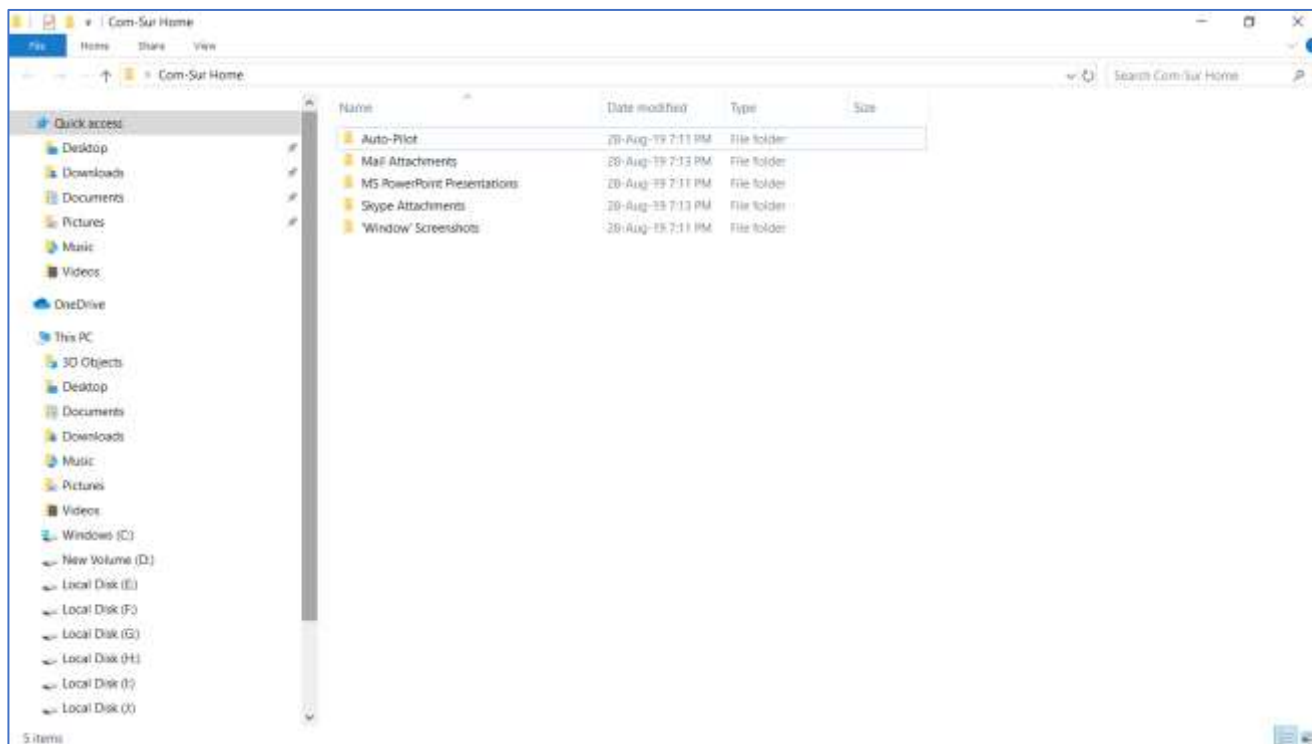 Com-Sur Home
File Home Share View
Com-Sur Home Search Com-Sur Home
Name Date modified Type Size
Quick access
Desktop
Downloads
Documents
Pictures
Music
Videos
OneDrive
This PC
3D Objects
Desktop
Documents
Downloads
Music
Pictures
Videos
Windows (C:)
New Volume (D:)
Local Disk (E:)
Local Disk (F:)
Local Disk (G:)
Local Disk (H:)
Local Disk (I:)
Local Disk (J:)
Auto-Pilot 28-Aug-19 7:11 PM File folder
Mail Attachments 28-Aug-19 7:13 PM File folder
MS PowerPoint Presentations 28-Aug-19 7:11 PM File folder
Skype Attachments 28-Aug-19 7:13 PM File folder
'Window' Screenshots 28-Aug-19 7:11 PM File folder
5 items